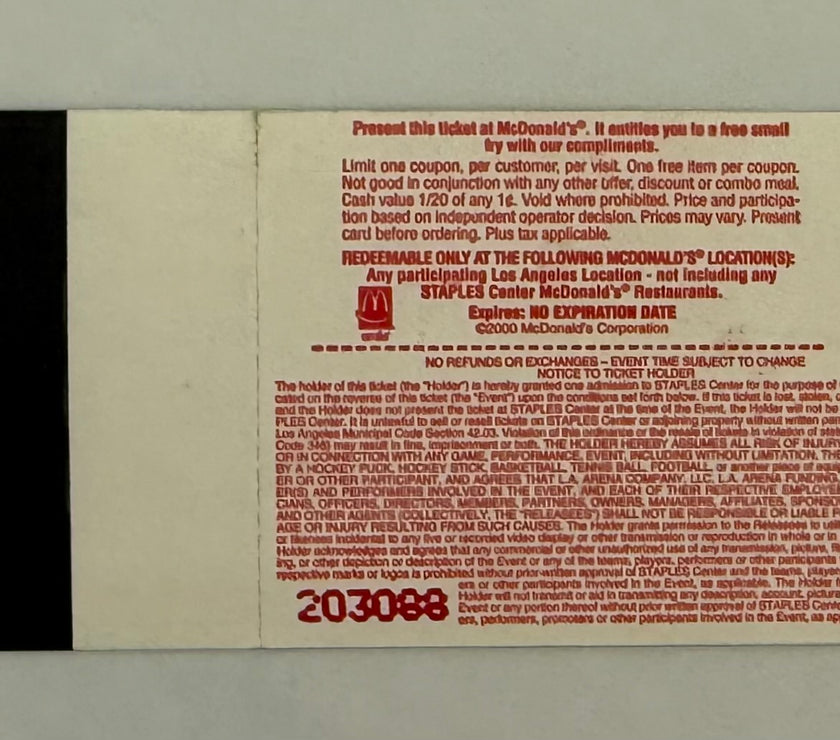 Present this ticket at McDonald's®. It entitles you to a free small
fry with our compliments.
Limit one coupon, per customer, per visit. One free item per coupon.
Not good in conjunction with any other offer, discount or combo meal.
Cash value 1/20 of any 1¢. Void where prohibited. Price and participa-
tion based on independent operator decision. Prices may vary. Present
card before ordering. Plus tax applicable.
REDEEMABLE ONLY AT THE FOLLOWING MCDONALD'S® LOCATION(S):
Any participating Los Angeles Location - not including any
STAPLES Center McDonald's® Restaurants.
Expires: NO EXPIRATION DATE
©2000 McDonald's Corporation
NO REFUNDS OR EXCHANGES – EVENT TIME SUBJECT TO CHANGE
NOTICE TO TICKET HOLDER
The holder of this ticket (the "Holder") is hereby granted one admission to STAPLES Center for the purpose of
cated on the reverse of this ticket (the "Event") upon the conditions set forth below. If this ticket is lost, stolen,
and the Holder does not present the ticket at STAPLES Center at the time of the Event, the Holder will not
PLES Center. It is unlawful to sell or resell tickets on STAPLES Center or adjoining property without written
Los Angeles Municipal Code Section 42.03. Violation of this ordinance or the resale of tickets in violation of
Code 346) may result in fine, imprisonment or both. THE HOLDER HEREBY ASSUMES ALL RISK OF
OR IN CONNECTION WITH ANY GAME, PERFORMANCE, EVENT, INCLUDING WITHOUT LIMITATION,
BY A HOCKEY PUCK, HOCKEY STICK, BASKETBALL, TENNIS BALL, FOOTBALL, or another piece of
ER OR OTHER PARTICIPANT, AND AGREES THAT L.A. ARENA COMPANY, LLC, L.A. ARENA FUNDING
ER(S) AND PERFORMERS INVOLVED IN THE EVENT, AND EACH OF THEIR RESPECTIVE
CIANS, OFFICERS, DIRECTORS, MEMBERS, PARTNERS, OWNERS, MANAGERS, AFFILIATES,
AND OTHER AGENTS (COLLECTIVELY, THE "RELEASEES") SHALL NOT BE RESPONSIBLE OR LIABLE
AGE OR INJURY RESULTING FROM SUCH CAUSES. The Holder grants permission to the Releasees to
or likeness incidental to any live or recorded video display or other transmission or reproduction in whole or in
Holder acknowledges and agrees that any commercial or other unauthorized use of any transmission, picture,
ing, or other depiction or description of the Event or any of the teams, players, performers or other participants
respective marks or logos is prohibited without prior written approval of STAPLES Center and the teams,
ers or other participants involved in the Event, as applicable. The Holder
Holder will not transmit or aid in transmitting any description, account,
Event or any portion thereof without prior written approval of STAPLES
ers, performers, promoters or other participants involved in the Event, as
203088